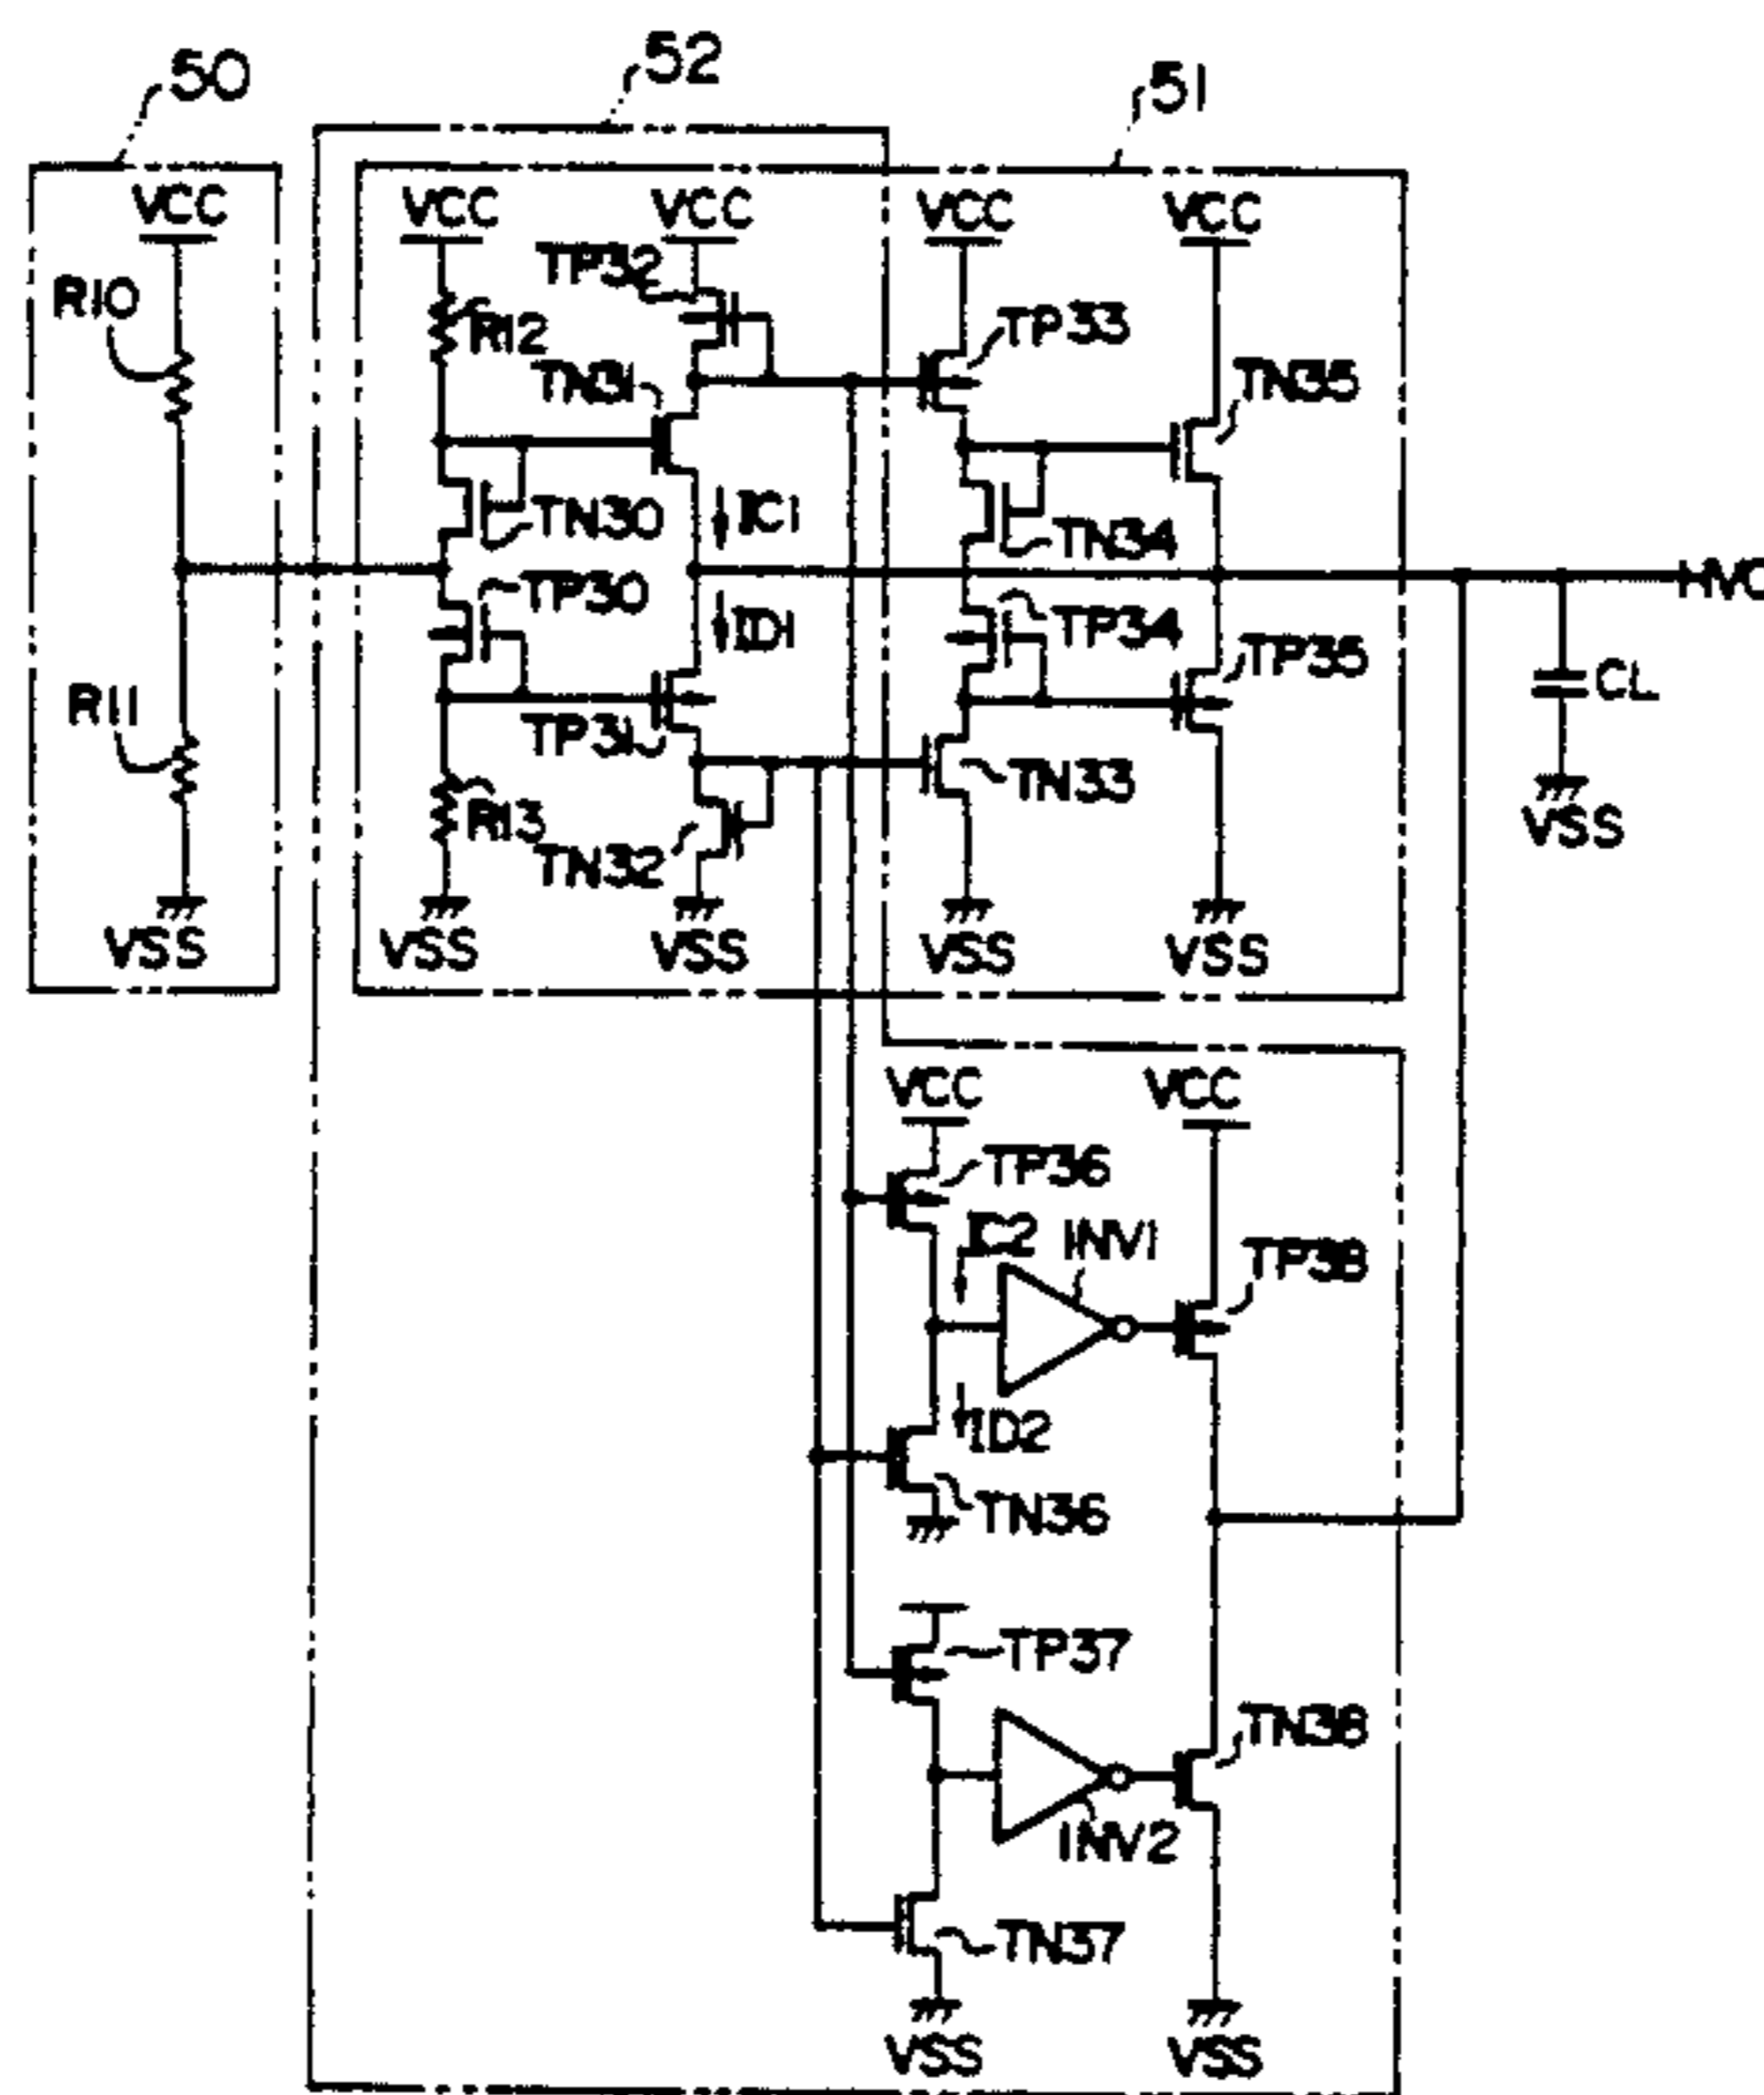 50
52
51
VCC
VCC
VCC
VCC
VCC
R10
TP32
R12
TP33
TN31
TN35
TN30
IC1
TN34
TP30
TP34
HVC
ID1
TP35
CL
R11
TP31
TN33
R13
TN32
VSS
VSS
VSS
VSS
VSS
VSS
VCC
VCC
TP36
IC2
INV1
TP38
ID2
TN36
TP37
TN38
INV2
TN37
VSS
VSS